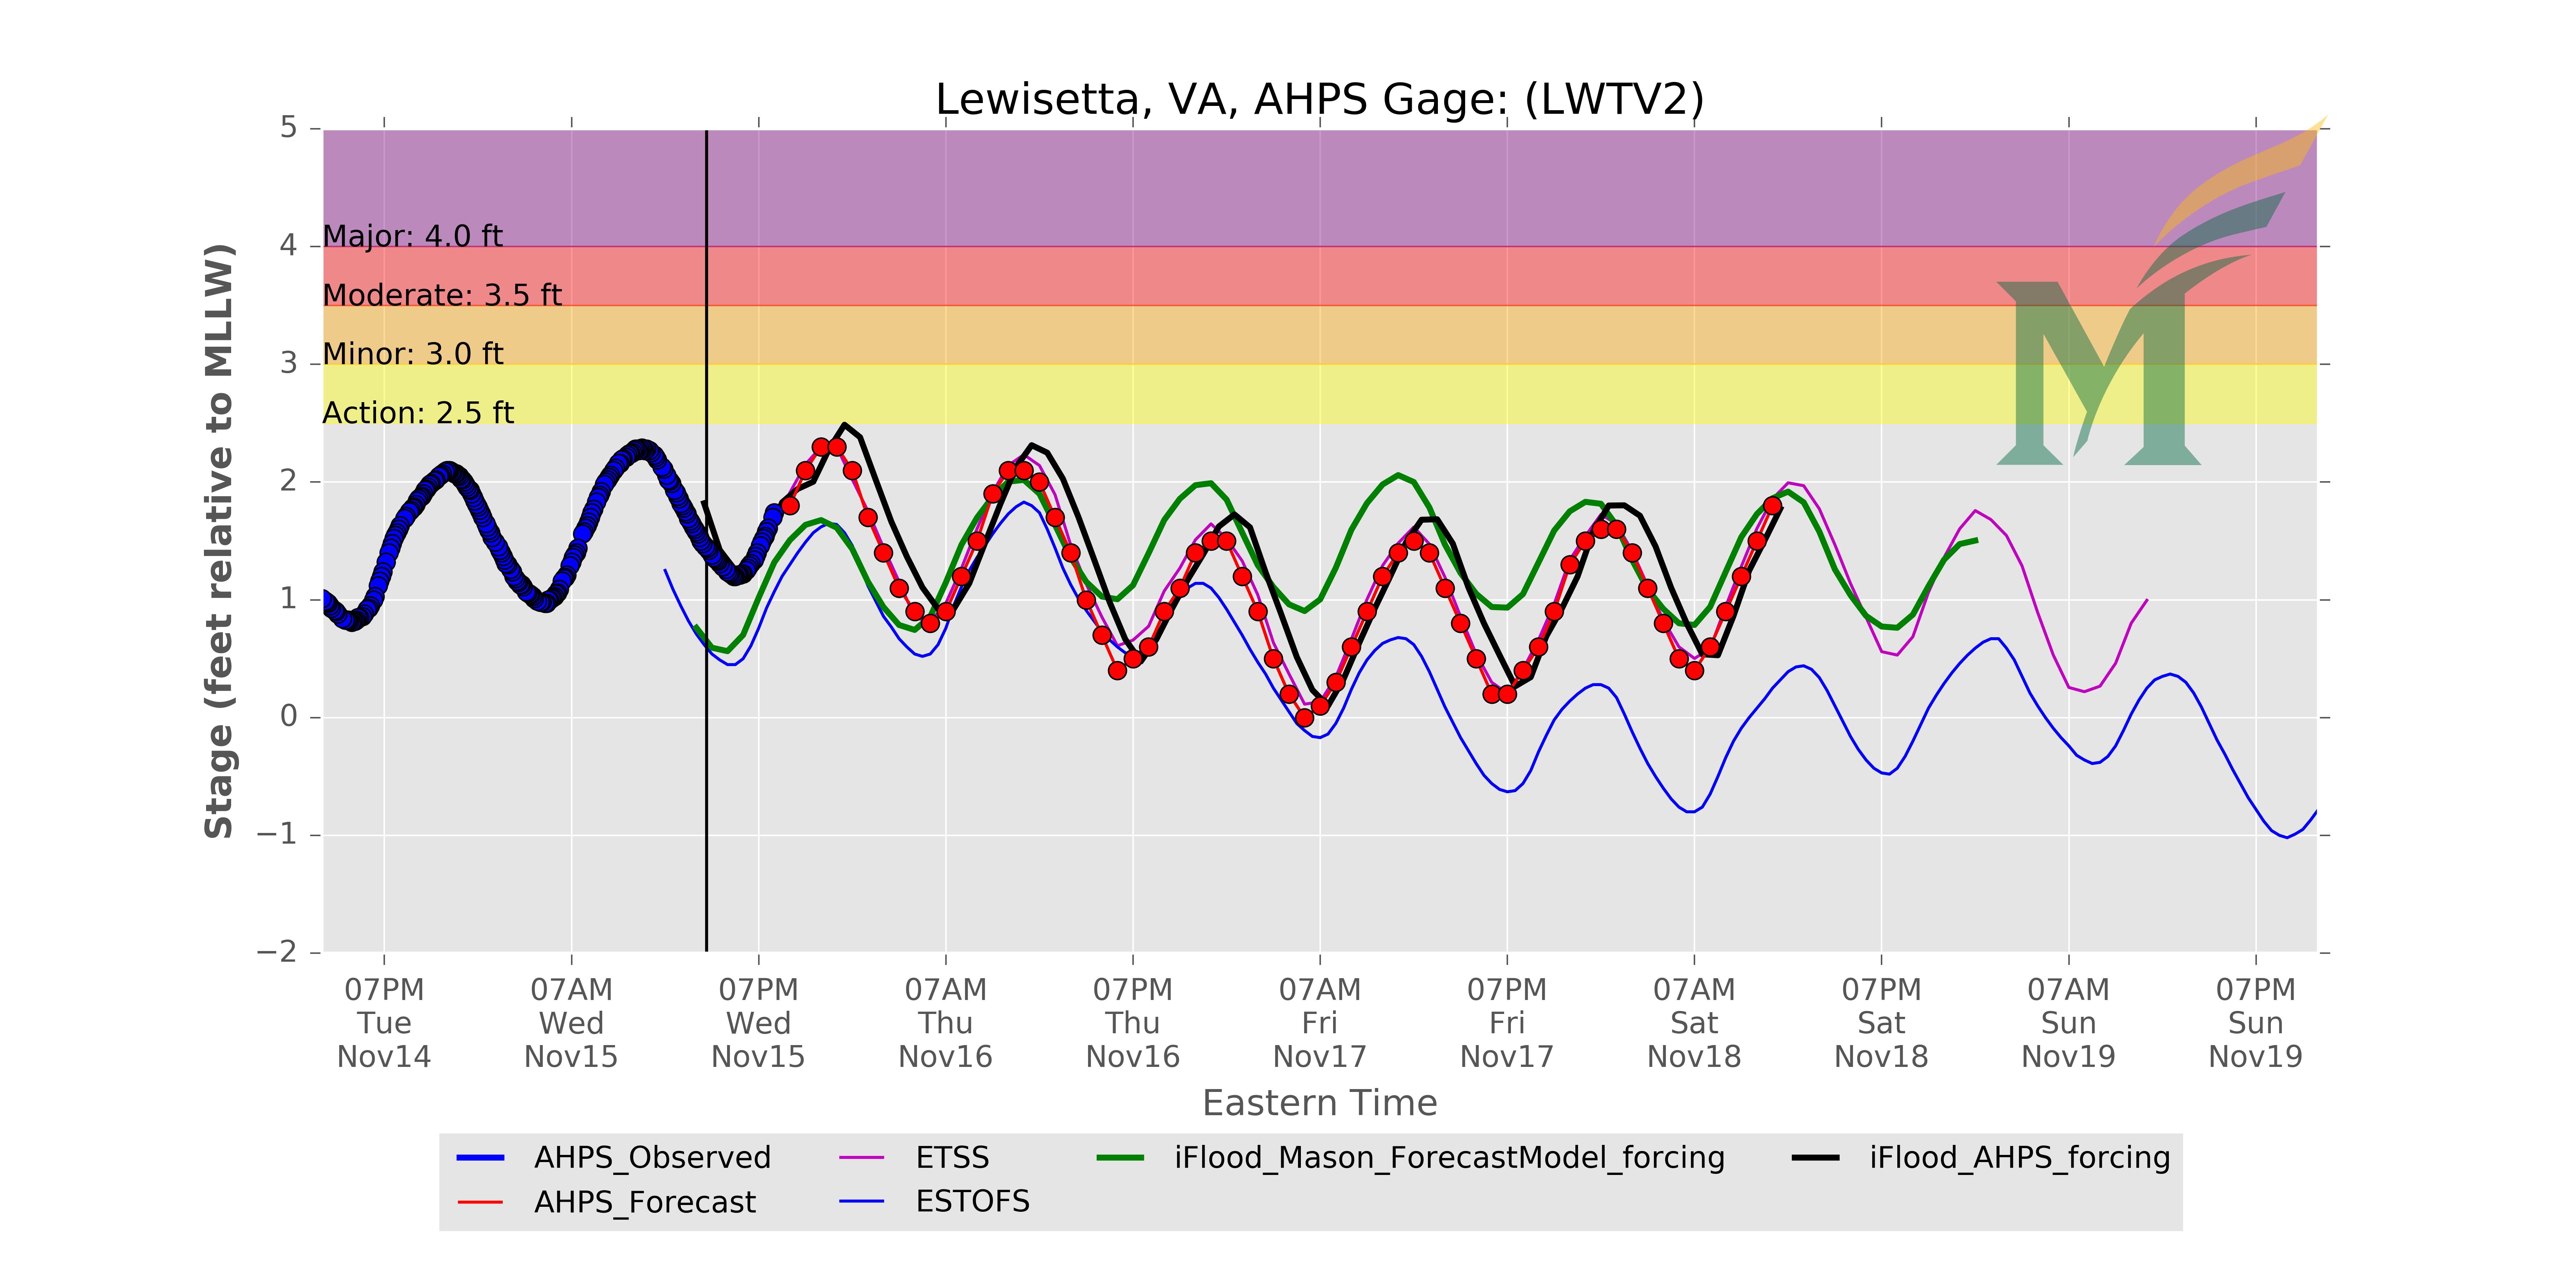 Lewisetta, VA, AHPS Gage: (LWTV2)
Stage (feet relative to MLLW)
5
4
3
2
1
0
−1
−2
Major: 4.0 ft
Moderate: 3.5 ft
Minor: 3.0 ft
Action: 2.5 ft
M
07PM 07AM 07PM 07AM 07PM 07AM 07PM 07AM 07PM 07AM 07PM
Tue Wed Wed Thu Thu Fri Fri Sat Sat Sun Sun
Nov14 Nov15 Nov15 Nov16 Nov16 Nov17 Nov17 Nov18 Nov18 Nov19 Nov19
Eastern Time
AHPS_Observed ETSS iFlood_Mason_ForecastModel_forcing iFlood_AHPS_forcing
AHPS_Forecast ESTOFS